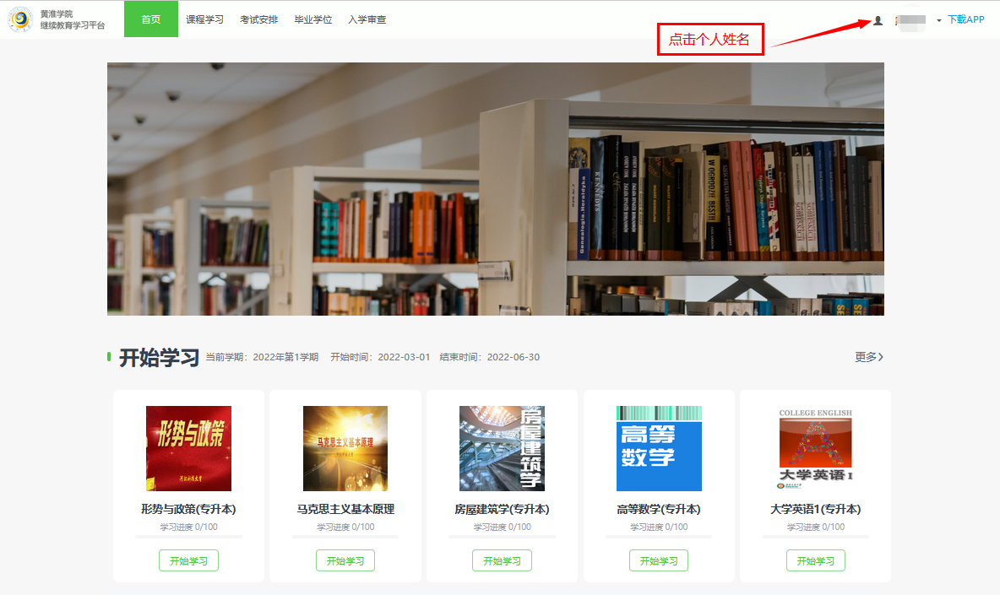 黄淮学院
继续教育学习平台
首页
课程学习
考试安排
毕业学位
入学审查
下载APP
点击个人姓名
KENNEDYS
Genealogia.Heraldyka
W OGRODZIE BESTII
开始学习
当前学期：2022年第1学期
开始时间：2022-03-01
结束时间：2022-06-30
更多
形势与政策
马克思主义基本原理
房屋建筑学
高等
数学
COLLEGE ENGLISH
大学英语 I
形势与政策(专升本)
马克思主义基本原理
房屋建筑学(专升本)
高等数学(专升本)
大学英语1(专升本)
学习进度 0/100
学习进度 0/100
学习进度 0/100
学习进度 0/100
学习进度 0/100
开始学习
开始学习
开始学习
开始学习
开始学习